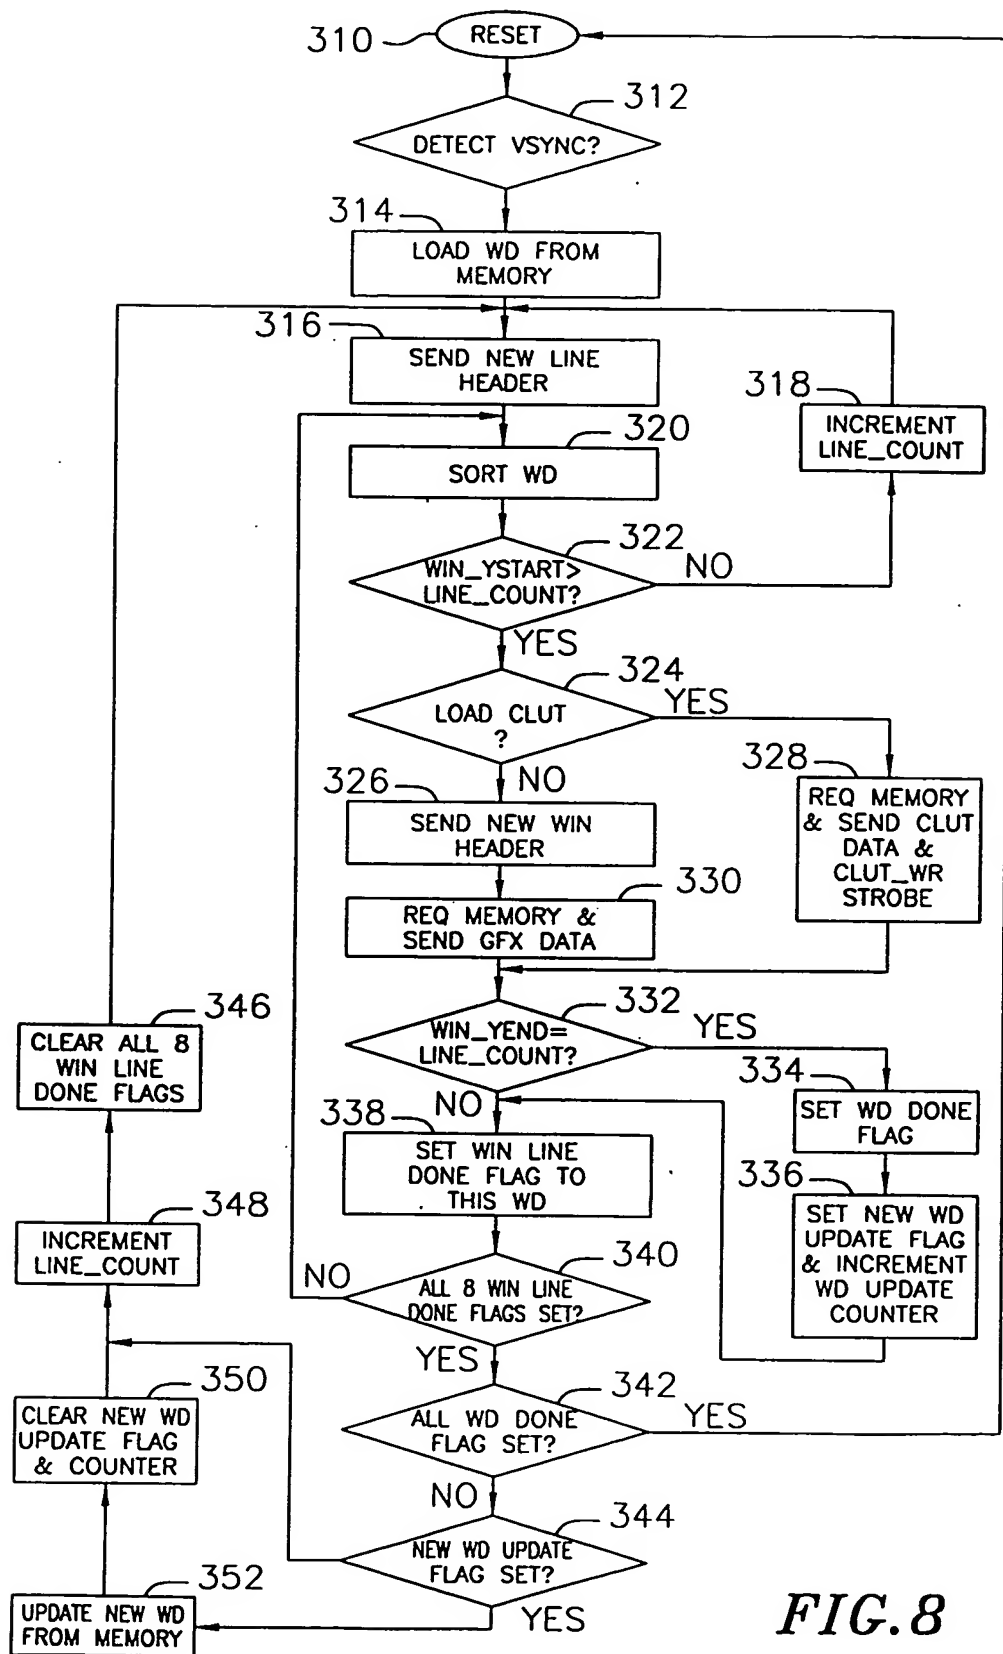 310
RESET
312
DETECT VSYNC?
314
LOAD WD FROM
MEMORY
316
SEND NEW LINE
HEADER
318
INCREMENT
LINE_COUNT
320
SORT WD
322
WIN_YSTART>
LINE_COUNT?
NO
YES
324
LOAD CLUT
?
YES
NO
326
SEND NEW WIN
HEADER
328
REQ MEMORY
& SEND CLUT
DATA &
CLUT_WR
STROBE
330
REQ MEMORY &
SEND GFX DATA
332
WIN_YEND=
LINE_COUNT?
YES
NO
334
SET WD DONE
FLAG
336
SET NEW WD
UPDATE FLAG
& INCREMENT
WD UPDATE
COUNTER
338
SET WIN LINE
DONE FLAG TO
THIS WD
340
ALL 8 WIN LINE
DONE FLAGS SET?
NO
YES
342
ALL WD DONE
FLAG SET?
YES
NO
344
NEW WD UPDATE
FLAG SET?
YES
346
CLEAR ALL 8
WIN LINE
DONE FLAGS
348
INCREMENT
LINE_COUNT
350
CLEAR NEW WD
UPDATE FLAG
& COUNTER
352
UPDATE NEW WD
FROM MEMORY
FIG.8